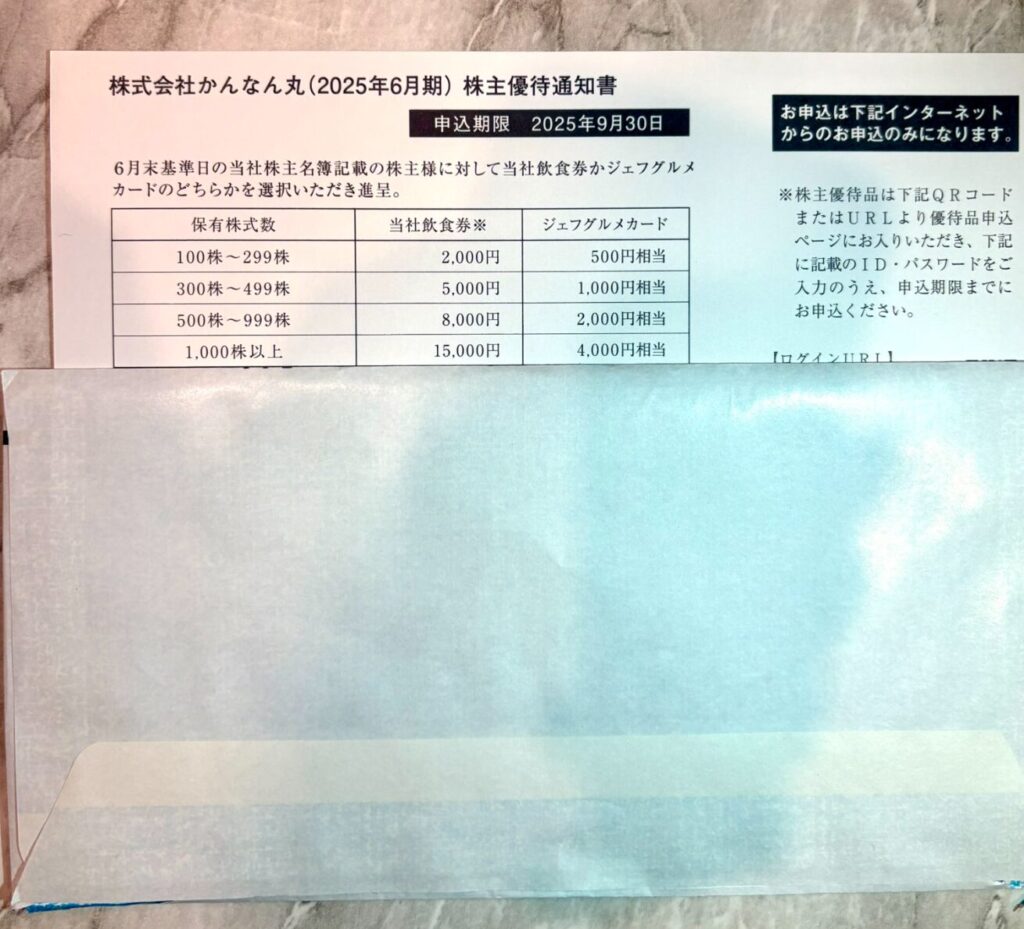 株式会社かんなん丸(2025年6月期) 株主優待通知書
申込期限 2025年9月30日
6月末基準日の当社株主名簿記載の株主様に対して当社飲食券かジェフグルメ
カードのどちらかを選択いただき進呈。
保有株式数 当社飲食券※ ジェフグルメカード
100株～299株 2,000円 500円相当
300株～499株 5,000円 1,000円相当
500株～999株 8,000円 2,000円相当
1,000株以上 15,000円 4,000円相当
お申込は下記インターネット
からのお申込のみになります。
※株主優待品は下記QRコード
またはURLより優待品申込
ページにお入りいただき、下記
に記載のID・パスワードをご
入力のうえ、申込期限までに
お申込ください。
【ログインURL】